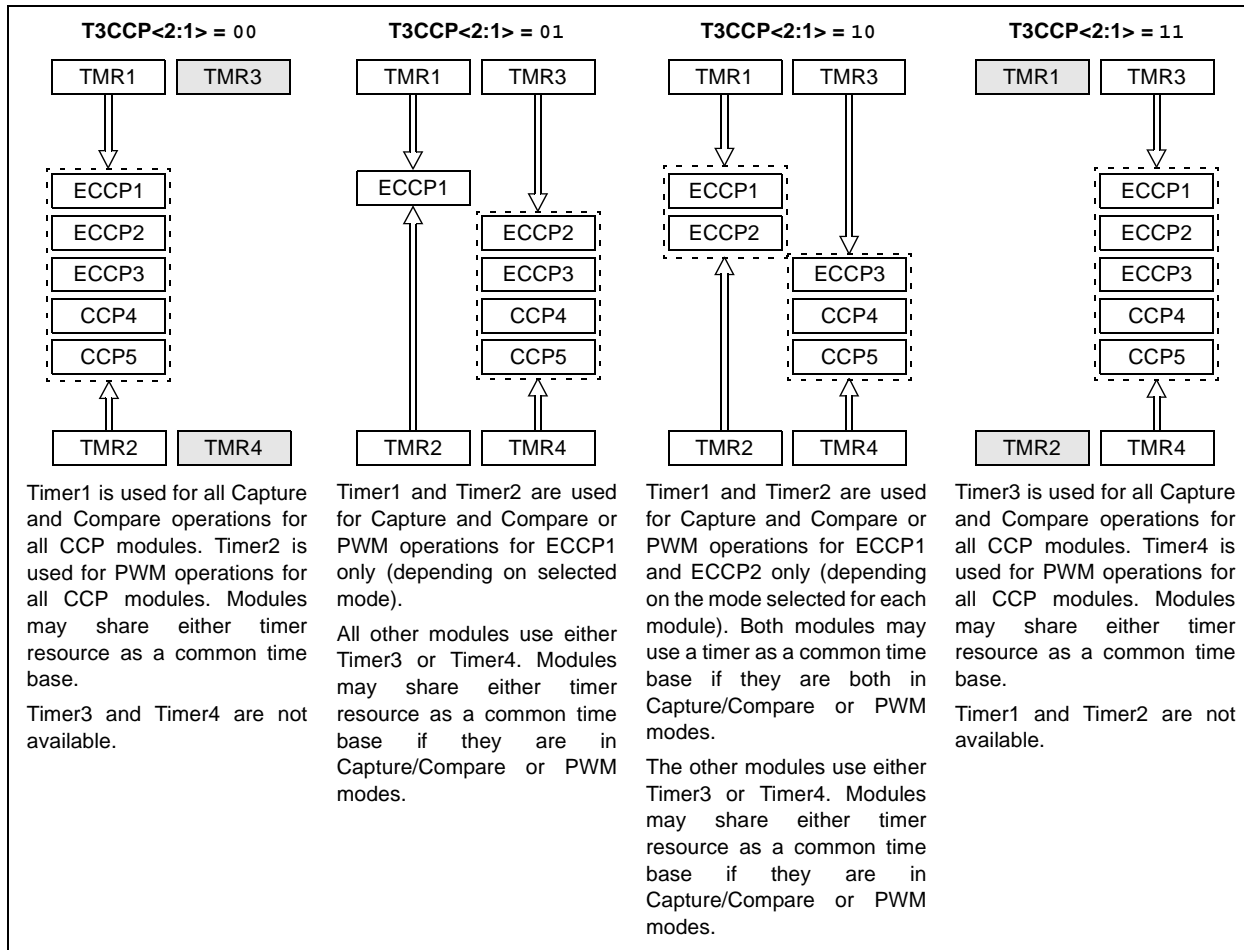 T3CCP<2:1> = 00
TMR1 TMR3
ECCP1
ECCP2
ECCP3
CCP4
CCP5
TMR2 TMR4
Timer1 is used for all Capture
and Compare operations for
all CCP modules. Timer2 is
used for PWM operations for
all CCP modules. Modules
may share either timer
resource as a common time
base.
Timer3 and Timer4 are not
available.
T3CCP<2:1> = 01
TMR1 TMR3
ECCP1
ECCP2
ECCP3
CCP4
CCP5
TMR2 TMR4
Timer1 and Timer2 are used
for Capture and Compare or
PWM operations for ECCP1
only (depending on selected
mode).
All other modules use either
Timer3 or Timer4. Modules
may share either timer
resource as a common time
base if they are in
Capture/Compare or PWM
modes.
T3CCP<2:1> = 10
TMR1 TMR3
ECCP1
ECCP2
ECCP3
CCP4
CCP5
TMR2 TMR4
Timer1 and Timer2 are used
for Capture and Compare or
PWM operations for ECCP1
and ECCP2 only (depending
on the mode selected for each
module). Both modules may
use a timer as a common time
base if they are both in
Capture/Compare or PWM
modes.
The other modules use either
Timer3 or Timer4. Modules
may share either timer
resource as a common time
base if they are in
Capture/Compare or PWM
modes.
T3CCP<2:1> = 11
TMR1 TMR3
ECCP1
ECCP2
ECCP3
CCP4
CCP5
TMR2 TMR4
Timer3 is used for all Capture
and Compare operations for
all CCP modules. Timer4 is
used for PWM operations for
all CCP modules. Modules
may share either timer
resource as a common time
base.
Timer1 and Timer2 are not
available.